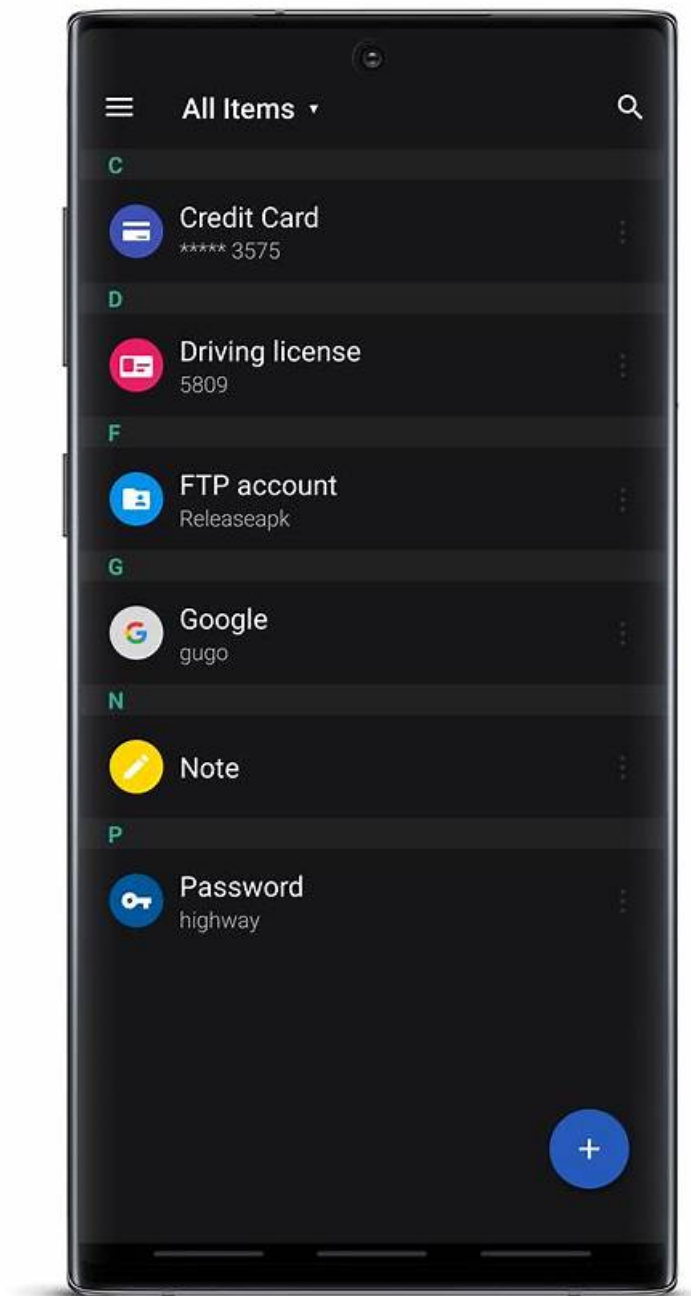 All Items
C
Credit Card
***** 3575
D
Driving license
5809
F
FTP account
Releaseapk
G
Google
gugo
N
Note
P
Password
highway